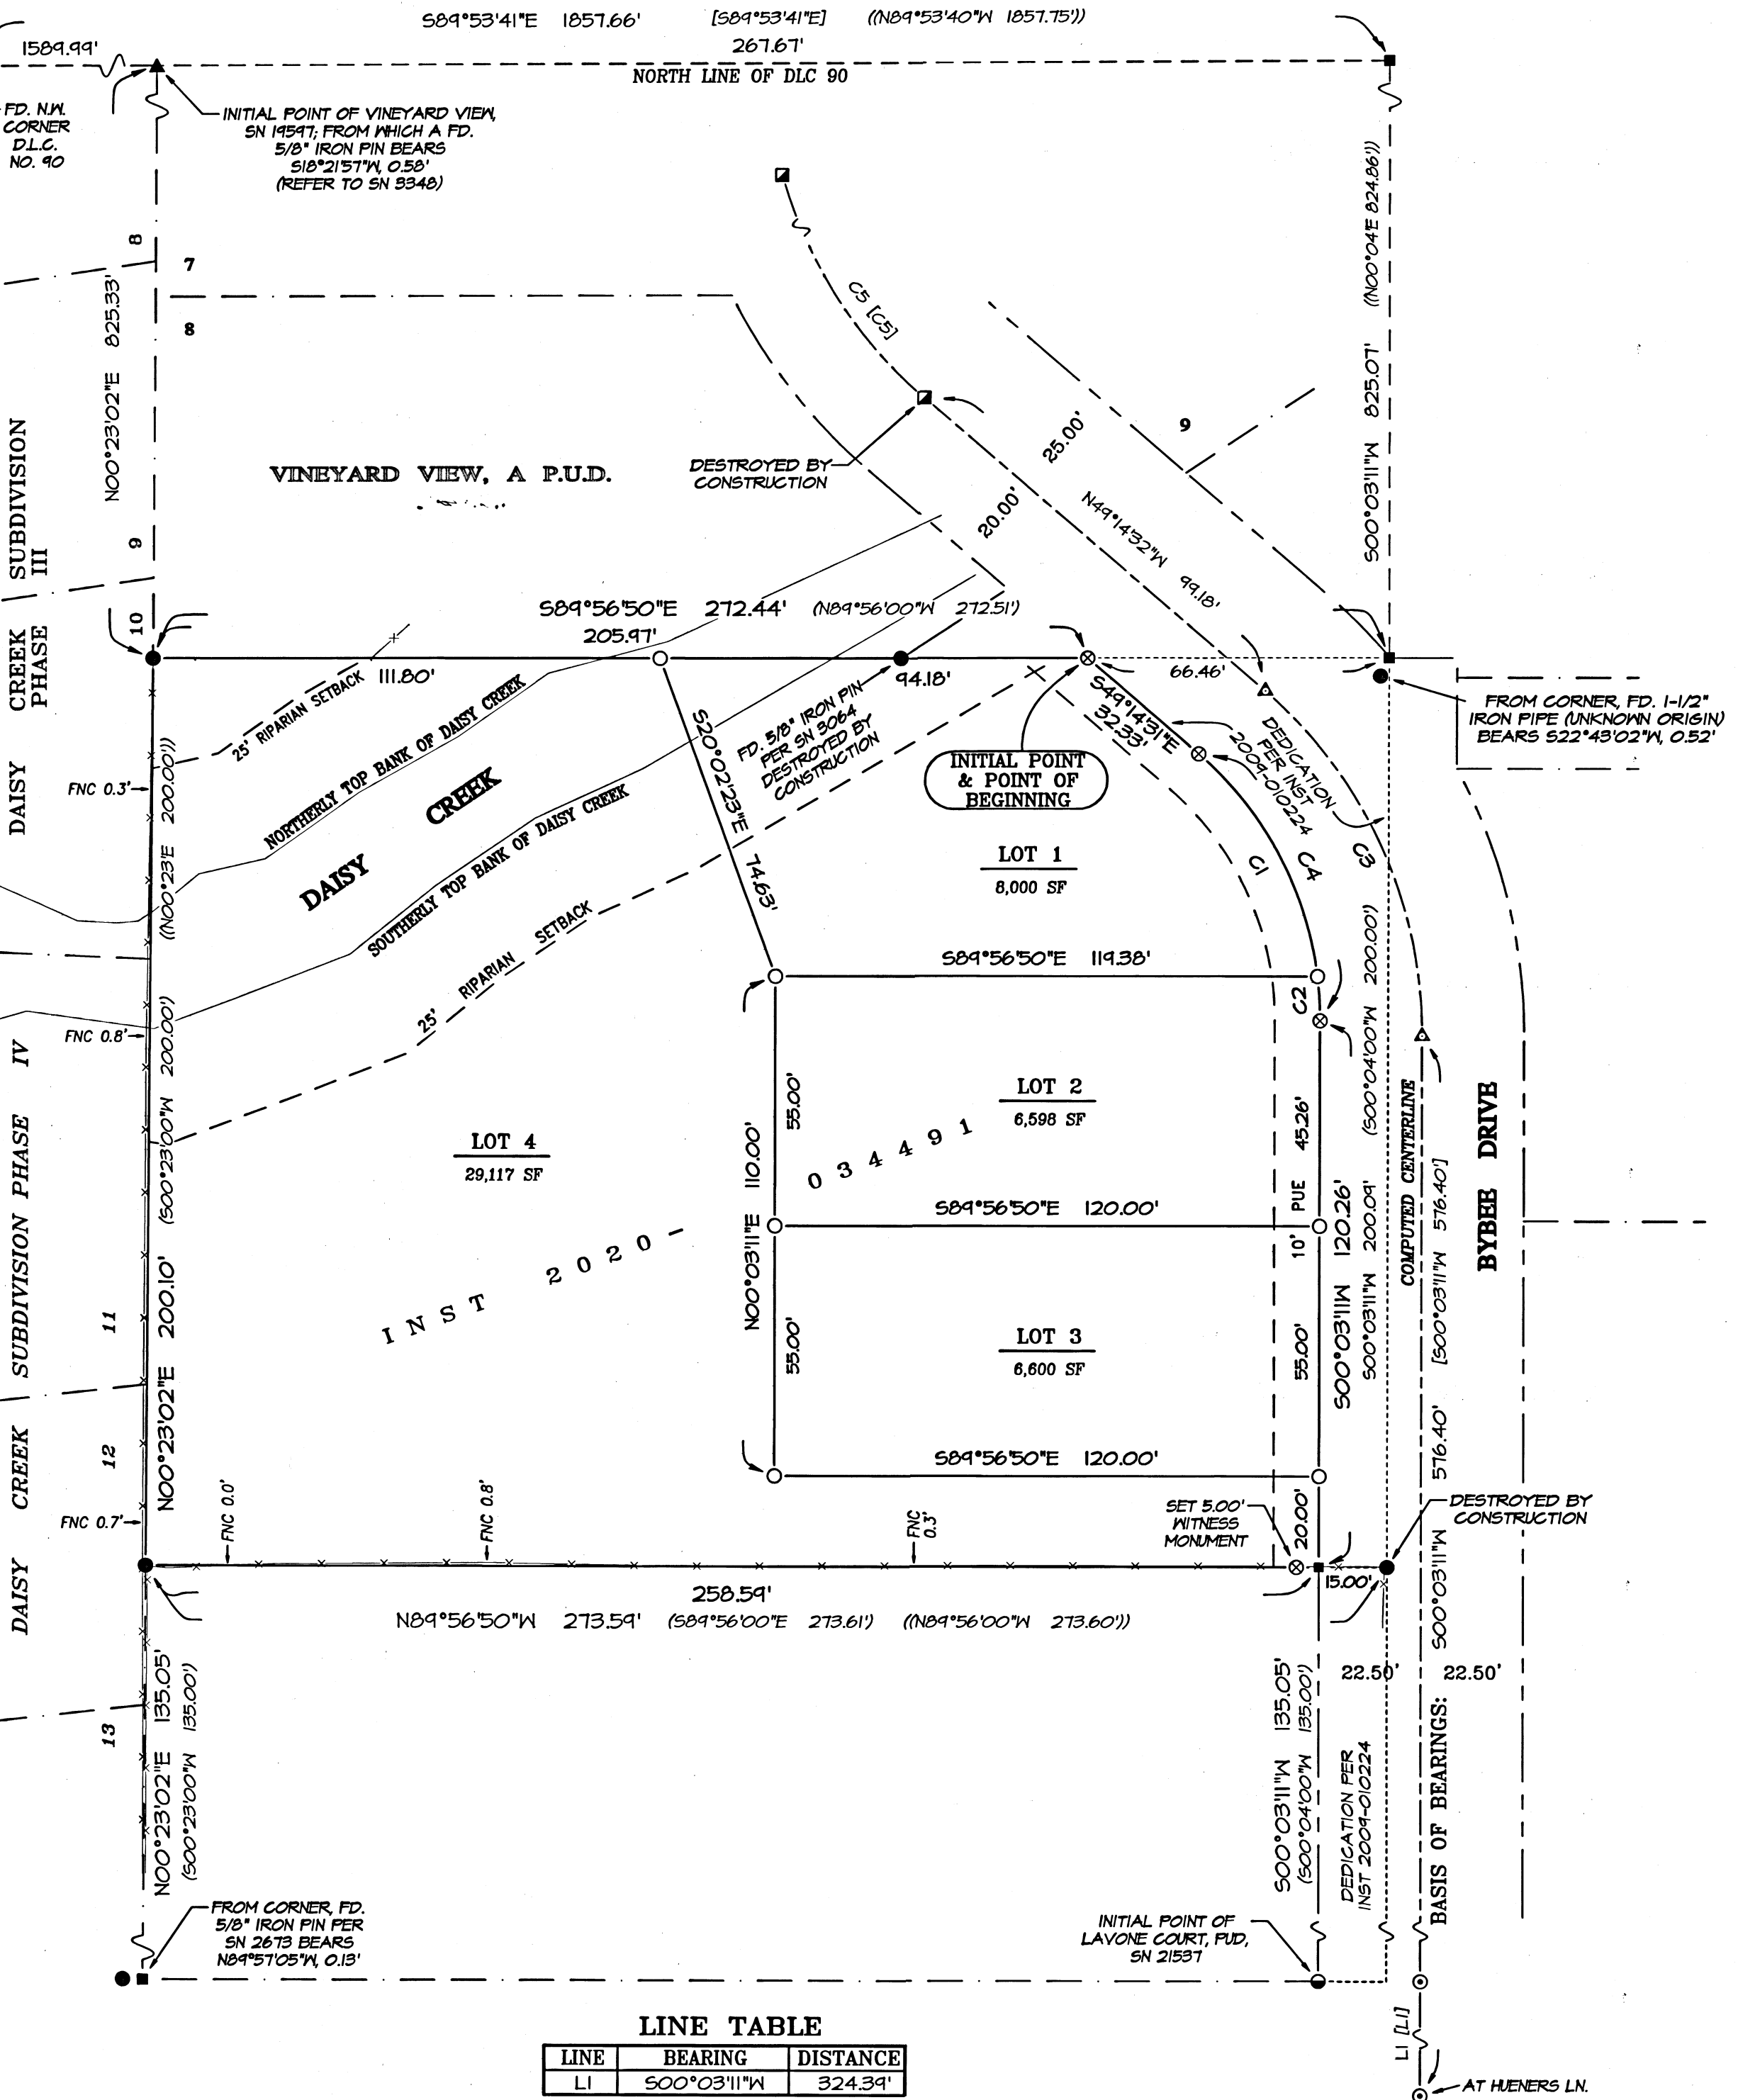 S89°53'41"E 1857.66' [S89°53'41"E] ((N89°53'40"W 1857.75'))
1589.99'
267.67'
NORTH LINE OF DLC 90
FD. N.W.
CORNER
D.L.C.
NO. 90
INITIAL POINT OF VINEYARD VIEW,
SN 19597; FROM WHICH A FD.
5/8" IRON PIN BEARS
S18°21'57"W, 0.58'
(REFER TO SN 3348)
8
7
8
9
10
N00°23'02"E 825.33'
S00°03'11"W 825.07' ((N00°04'E 824.86'))
C5 [C5]
VINEYARD VIEW, A P.U.D.
DESTROYED BY
CONSTRUCTION
25.00'
20.00'
9
N49°14'32"W 99.18'
DAISY CREEK SUBDIVISION
PHASE III
S89°56'50"E 272.44' (N89°56'00"W 272.51')
205.97'
111.80'
94.18'
66.46'
25' RIPARIAN SETBACK
NORTHERLY TOP BANK OF DAISY CREEK
DAISY CREEK
SOUTHERLY TOP BANK OF DAISY CREEK
25' RIPARIAN SETBACK
S20°02'23"E 74.63'
FD. 5/8" IRON PIN
PER SN 3064
DESTROYED BY
CONSTRUCTION
INITIAL POINT
& POINT OF
BEGINNING
S49°14'31"E
32.33'
DEDICATION
PER INST
2009-010224
FROM CORNER, FD. 1-1/2"
IRON PIPE (UNKNOWN ORIGIN)
BEARS S22°43'02"W, 0.52'
C1
C4
C3
C2
FNC 0.3'
((N00°23'E 200.00'))
LOT 1
8,000 SF
S89°56'50"E 119.38'
(S00°04'00"W 200.00')
FNC 0.8'
(S00°23'00"W 200.00')
N00°23'02"E 200.10'
LOT 4
29,117 SF
INST 2020-034491
N00°03'11"E 110.00'
55.00'
55.00'
LOT 2
6,598 SF
S89°56'50"E 120.00'
10' PUE
45.26'
S00°03'11"W 120.26'
S00°03'11"W 200.09'
COMPUTED CENTERLINE
S00°03'11"W 576.40' [S00°03'11"W 576.40']
BYBEE DRIVE
LOT 3
6,600 SF
55.00'
S89°56'50"E 120.00'
DAISY CREEK SUBDIVISION PHASE IV
11
12
13
FNC 0.7'
FNC 0.0'
FNC 0.8'
FNC
0.3'
SET 5.00'
WITNESS
MONUMENT
20.00'
15.00'
DESTROYED BY
CONSTRUCTION
258.59'
N89°56'50"W 273.59' (S89°56'00"E 273.61') ((N89°56'00"W 273.60'))
N00°23'02"E 135.05'
(S00°23'00"W 135.00')
S00°03'11"W 135.05'
(S00°04'00"W 135.00')
22.50'
22.50'
DEDICATION PER
INST 2009-010224
BASIS OF BEARINGS:
FROM CORNER, FD.
5/8" IRON PIN PER
SN 2673 BEARS
N89°57'05"W, 0.13'
INITIAL POINT OF
LAVONE COURT, PUD,
SN 21537
L1 [L1]
AT HUENERS LN.
LINE TABLE
LINE BEARING DISTANCE
L1 S00°03'11"W 324.39'